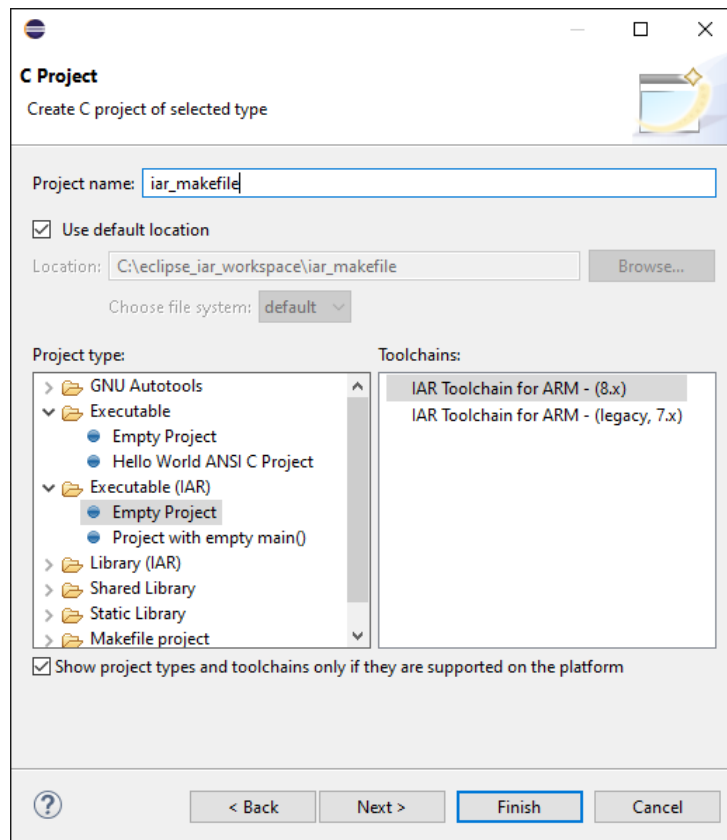 C Project
Create C project of selected type
Project name: iar_makefile
Use default location
Location: C:\eclipse_iar_workspace\iar_makefile Browse...
Choose file system: default
Project type:
GNU Autotools
Executable
Empty Project
Hello World ANSI C Project
Executable (IAR)
Empty Project
Project with empty main()
Library (IAR)
Shared Library
Static Library
Makefile project
Toolchains:
IAR Toolchain for ARM - (8.x)
IAR Toolchain for ARM - (legacy, 7.x)
Show project types and toolchains only if they are supported on the platform
? < Back Next > Finish Cancel